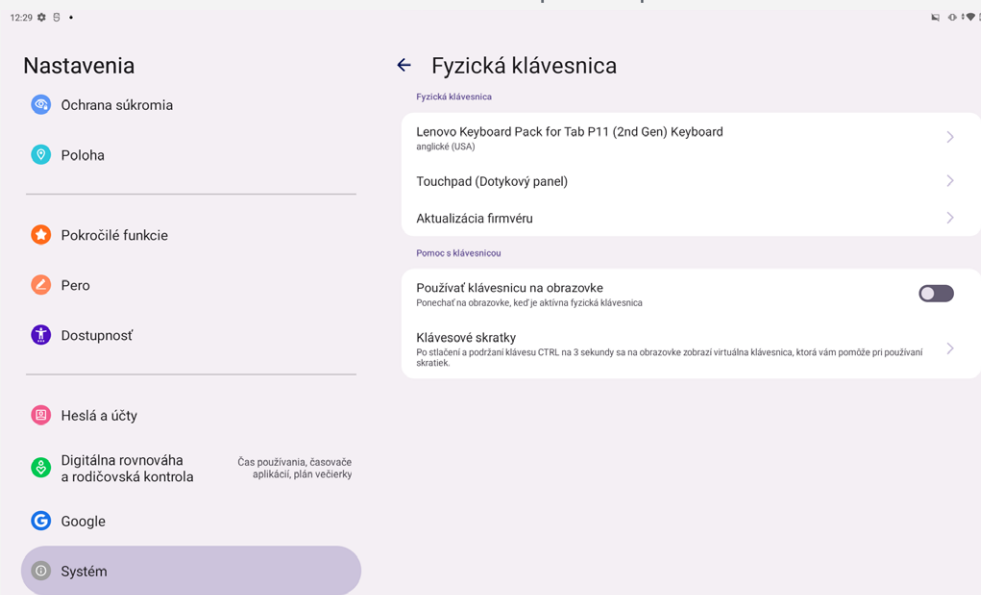 12:29
Nastavenia
Ochrana súkromia
Poloha
Pokročilé funkcie
Pero
Dostupnosť
Heslá a účty
Digitálna rovnováha
a rodičovská kontrola
Čas používania, časovače
aplikácií, plán večierky
Google
Systém
Fyzická klávesnica
Fyzická klávesnica
Lenovo Keyboard Pack for Tab P11 (2nd Gen) Keyboard
anglické (USA)
Touchpad (Dotykový panel)
Aktualizácia firmvéru
Pomoc s klávesnicou
Používať klávesnicu na obrazovke
Ponechať na obrazovke, keď je aktívna fyzická klávesnica
Klávesové skratky
Po stlačení a podržaní klávesu CTRL na 3 sekundy sa na obrazovke zobrazí virtuálna klávesnica, ktorá vám pomôže pri používaní
skratiek.